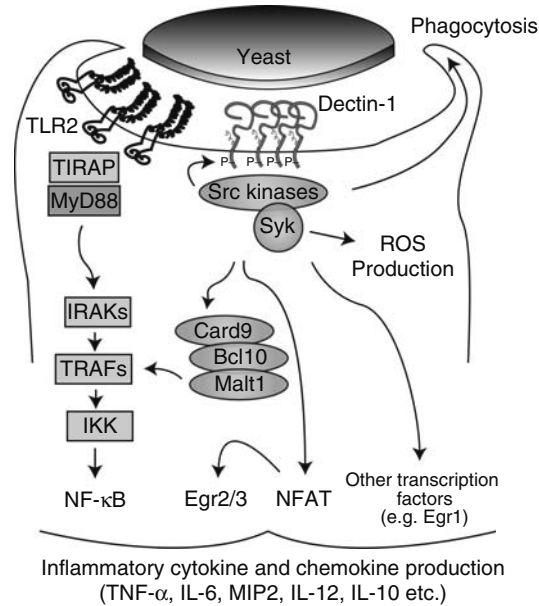 Phagocytosis
Yeast
Dectin-1
TLR2
TIRAP
MyD88
P P P P
Src kinases
Syk
ROS
Production
IRAKs
Card9
Bcl10
Malt1
TRAFs
IKK
NF-κB
Egr2/3
NFAT
Other transcription
factors
(e.g. Egr1)
Inflammatory cytokine and chemokine production
(TNF-α, IL-6, MIP2, IL-12, IL-10 etc.)